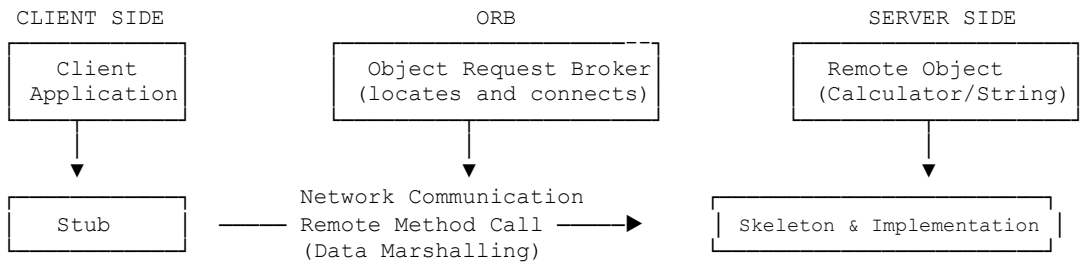 CLIENT SIDE ORB SERVER SIDE
Client Object Request Broker Remote Object
Application (locates and connects) (Calculator/String)
Network Communication
Stub Remote Method Call Skeleton & Implementation
(Data Marshalling)